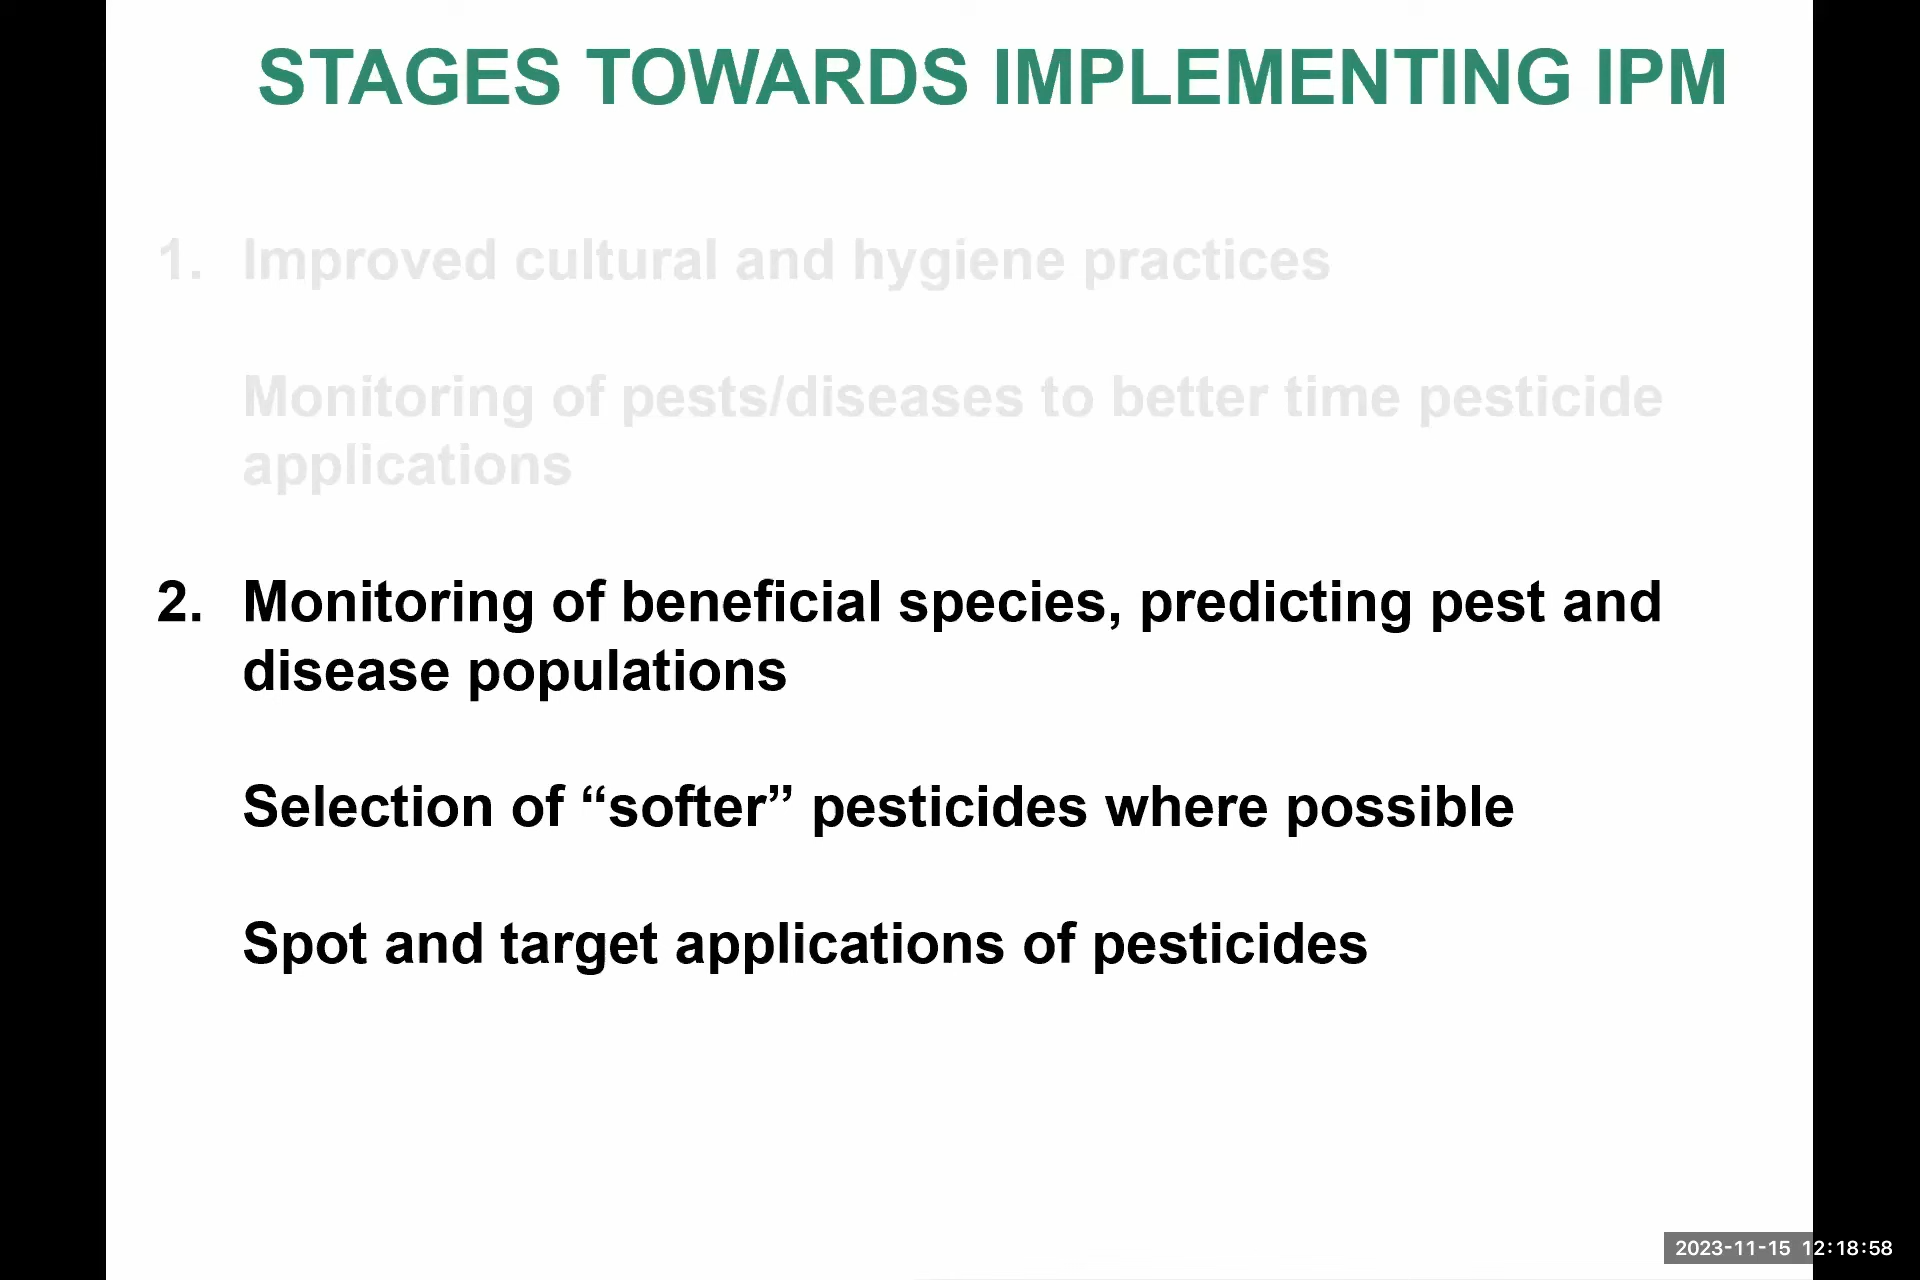 STAGES TOWARDS IMPLEMENTING IPM
1. Improved cultural and hygiene practices
Monitoring of pests/diseases to better time pesticide
applications
2. Monitoring of beneficial species, predicting pest and
disease populations
Selection of “softer” pesticides where possible
Spot and target applications of pesticides
2023-11-15 12:18:58